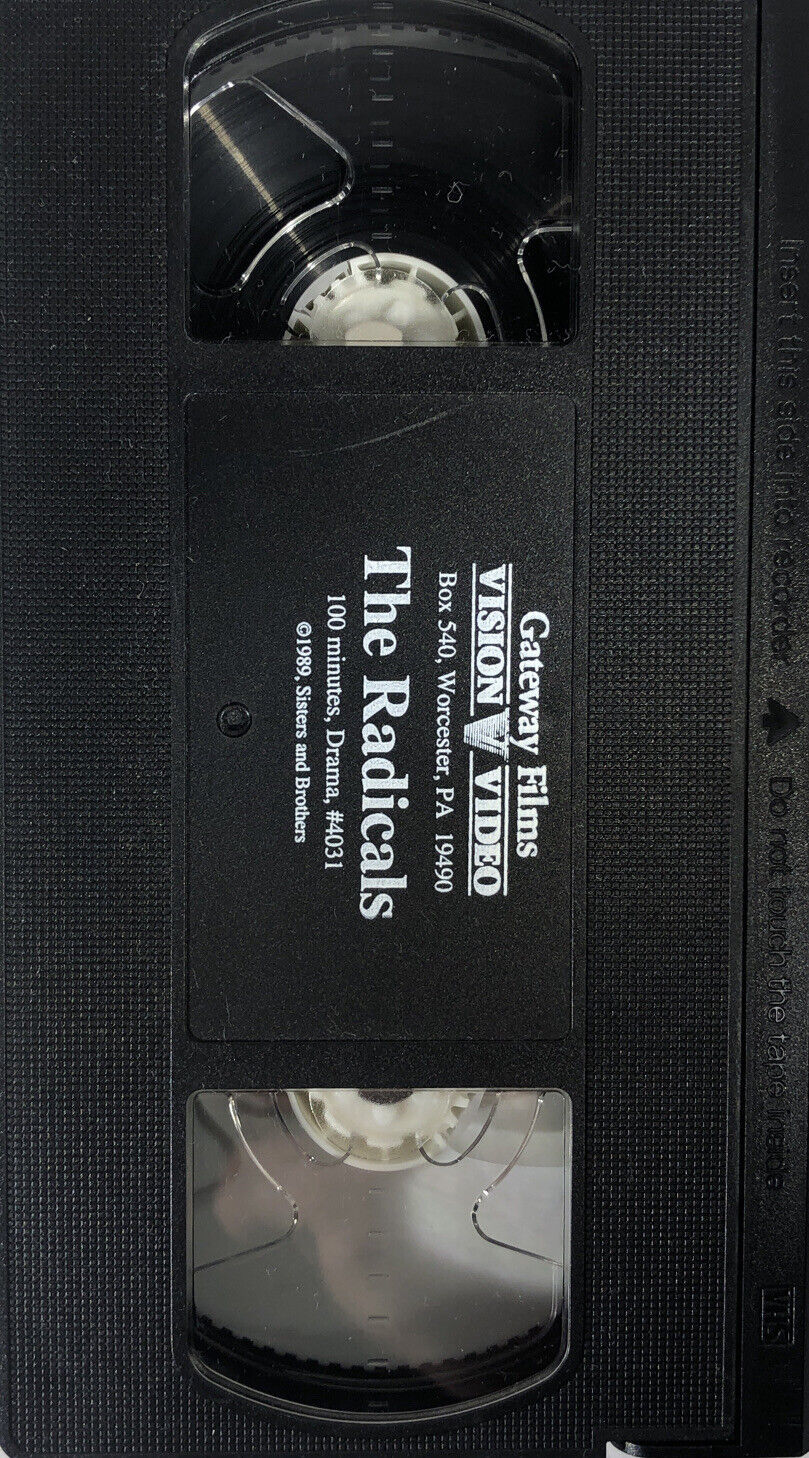 Gateway Films
VISION V VIDEO
Box 540, Worcester, PA 19490
The Radicals
100 minutes, Drama, #4031
©1989, Sisters and Brothers
Insert this side into recorder. ▲ Do not touch the tape inside.
VHS